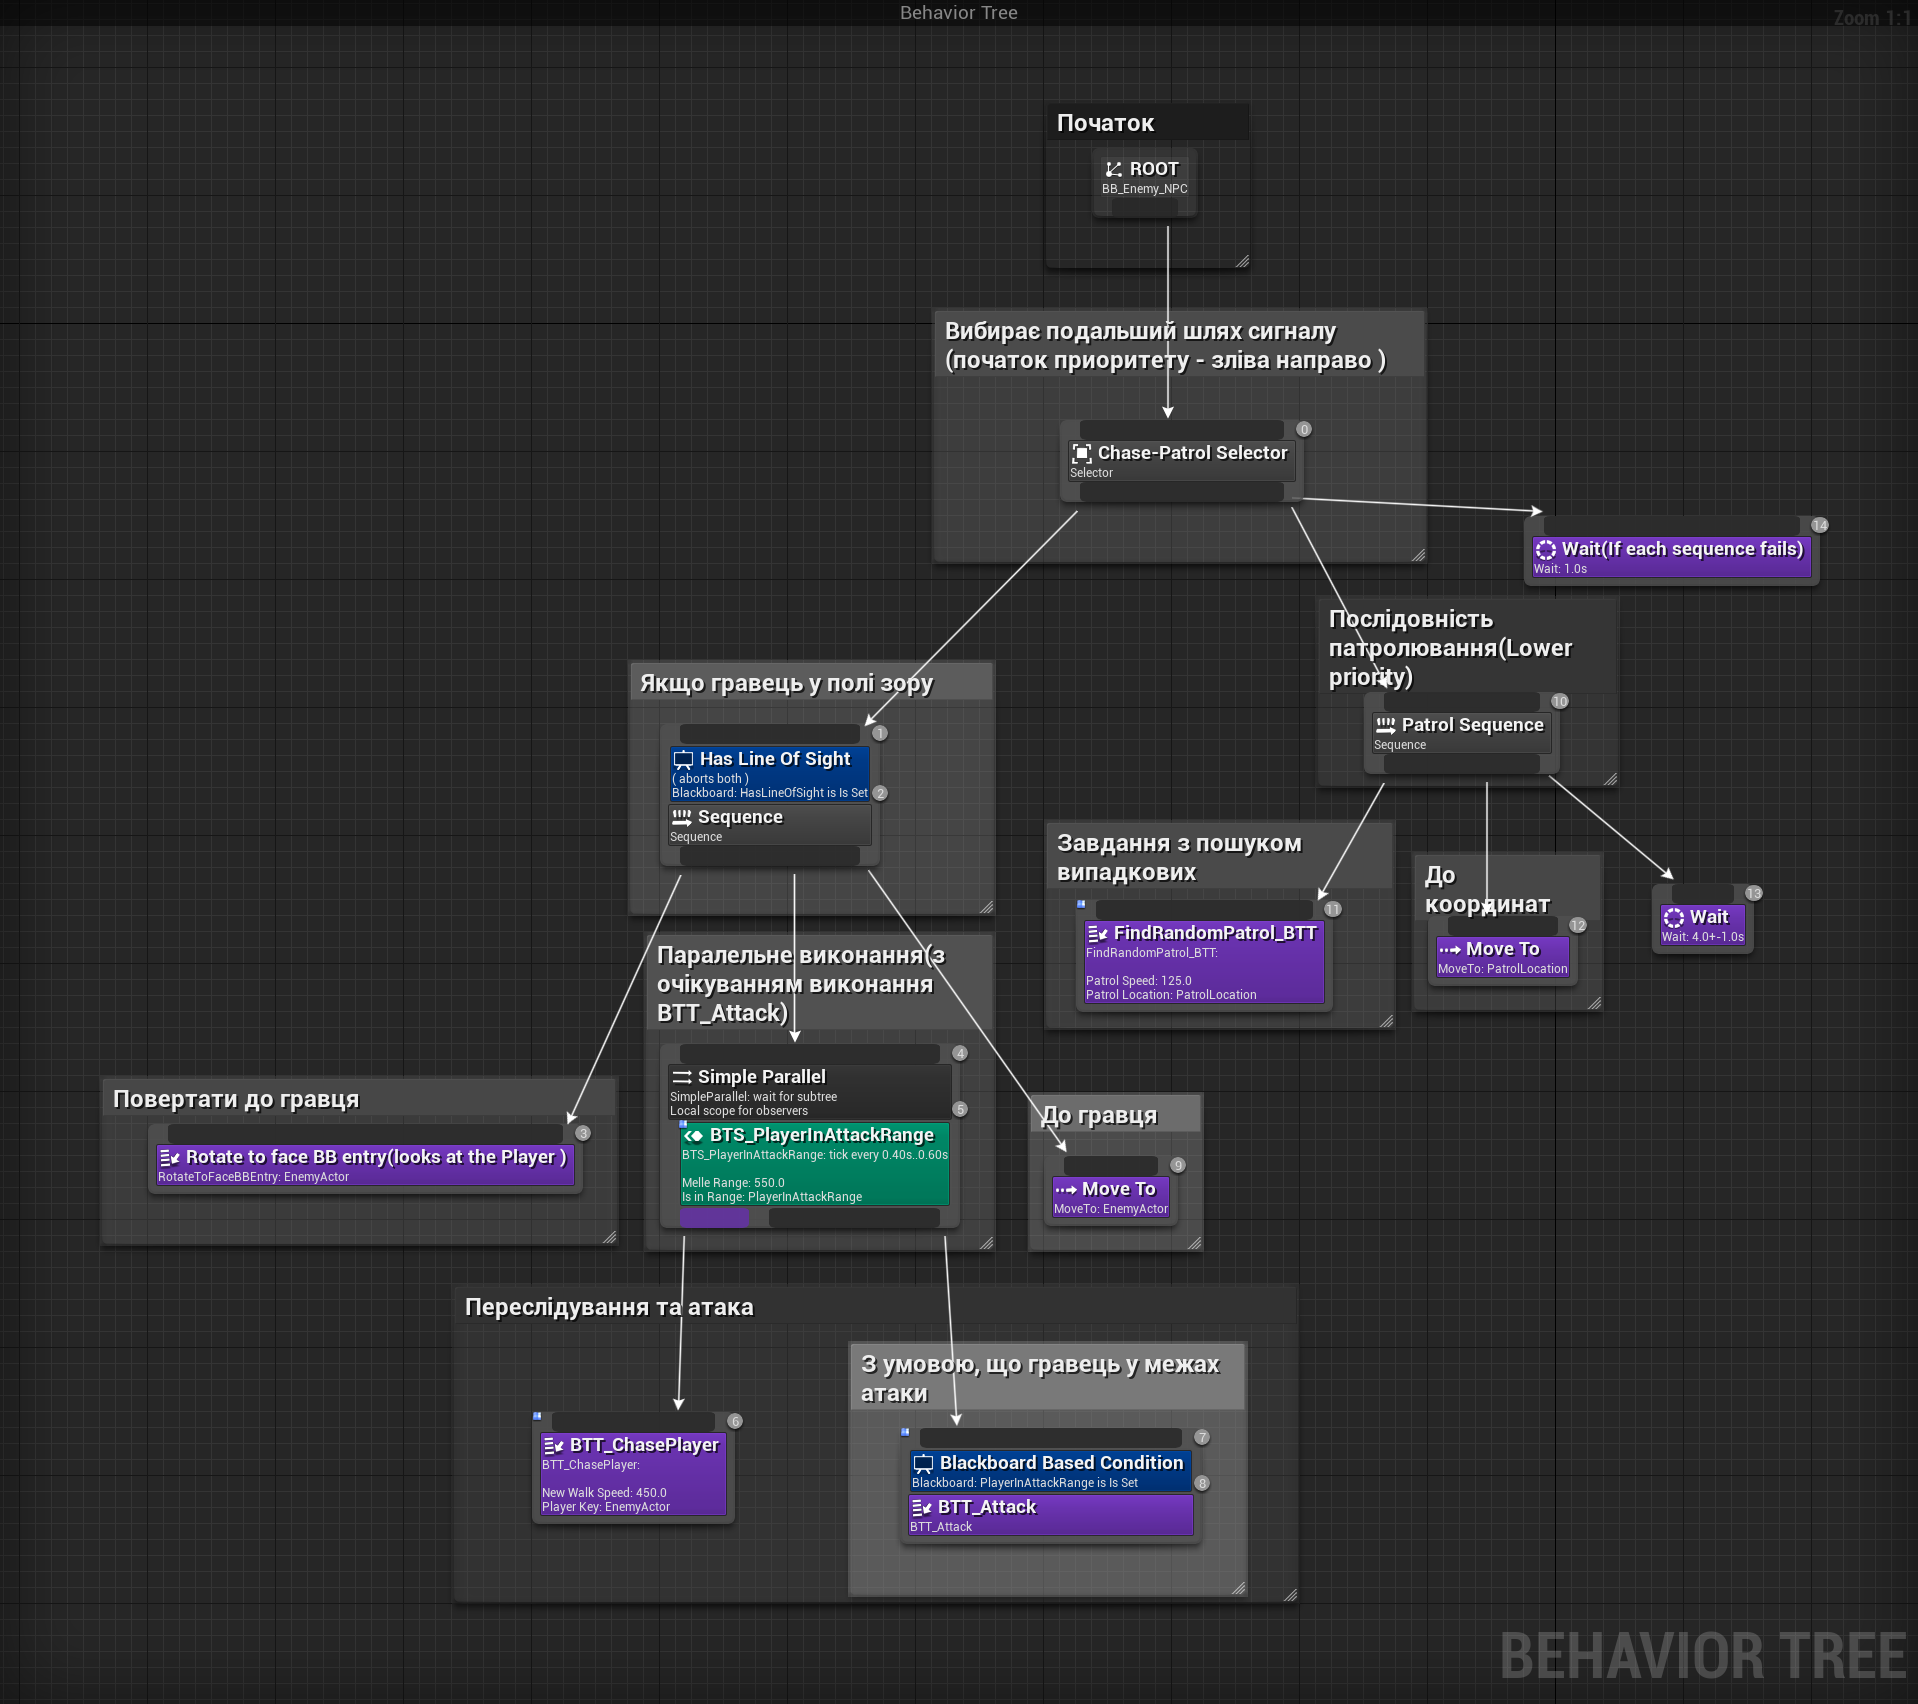 Behavior Tree
Zoom 1:1
Початок
ROOT
BB_Enemy_NPC
Вибирає подальший шлях сигналу
(початок приоритету - зліва направо )
0
Chase-Patrol Selector
Selector
14
Wait(If each sequence fails)
Wait: 1.0s
Послідовність
патролювання(Lower
priority)
10
Patrol Sequence
Sequence
Якщо гравець у полі зору
1
Has Line Of Sight
( aborts both )
Blackboard: HasLineOfSight is Is Set
2
Sequence
Sequence
Завдання з пошуком
випадкових
11
FindRandomPatrol_BTT
FindRandomPatrol_BTT:
Patrol Speed: 125.0
Patrol Location: PatrolLocation
До
координат
12
Move To
MoveTo: PatrolLocation
13
Wait
Wait: 4.0+-1.0s
Паралельне виконання(з
очікуванням виконання
BTT_Attack)
4
Simple Parallel
SimpleParallel: wait for subtree
Local scope for observers
5
BTS_PlayerInAttackRange
BTS_PlayerInAttackRange: tick every 0.40s..0.60s
Melle Range: 550.0
Is in Range: PlayerInAttackRange
Повертати до гравця
3
Rotate to face BB entry(looks at the Player )
RotateToFaceBBEntry: EnemyActor
До гравця
9
Move To
MoveTo: EnemyActor
Переслідування та атака
6
BTT_ChasePlayer
BTT_ChasePlayer:
New Walk Speed: 450.0
Player Key: EnemyActor
З умовою, що гравець у межах
атаки
7
Blackboard Based Condition
Blackboard: PlayerInAttackRange is Is Set
8
BTT_Attack
BTT_Attack
BEHAVIOR TREE